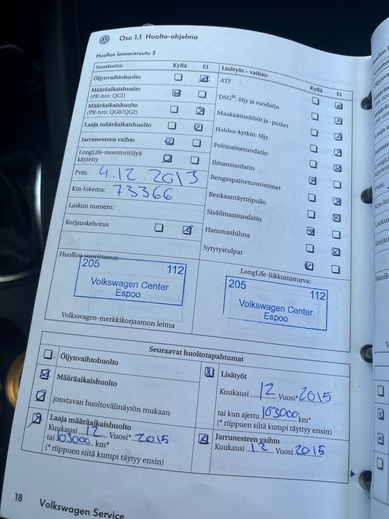 Osa 1.1 Huolto-ohjelma
Huollon leimausruutu 3
Suoritettu: Kyllä Ei
Öljynvaihtohuolto
Määräaikaishuolto
(PR-nro: QG1)
Määräaikaishuolto
(PR-nro: QG0/QG2)
Laaja määräaikaishuolto
Jarrunesteen vaihto
LongLife-moottoriöljyä
käytetty
Pvm. 4.12.2013
Km-lukema: 73366
Laskun numero:
Korjauskehotus
Huollon suorittanut:
205 112
Volkswagen Center
Espoo
Volkswagen-merkkikorjaamon leima
Lisätyöt – vaihto: Kyllä Ei
ATF
DSG®: öljy ja suodatin
Haldex-kytkin: öljy
Polttoainesuodatin
Ilmansuodatin
Rengaspainetunnistimet
Renkaantäyttöpullo
Sisäilmansuodatin
Hammashihna
Sytytystulpat
LongLife-liikkumisturva:
205 112
Volkswagen Center
Espoo
Seuraavat huoltotapahtumat
Öljynvaihtohuolto
Määräaikaishuolto
joustavan huoltovälinäytön mukaan
Laaja määräaikaishuolto
Kuukausi 12 Vuosi* 2015
tai 103000 km*
(* riippuen siitä kumpi täyttyy ensin)
Lisätyöt
Kuukausi 12 Vuosi* 2015
tai kun ajettu 103000 km*
(* riippuen siitä kumpi täyttyy ensin)
Jarrunesteen vaihto
Kuukausi 12 Vuosi 2015
18 Volkswagen Service